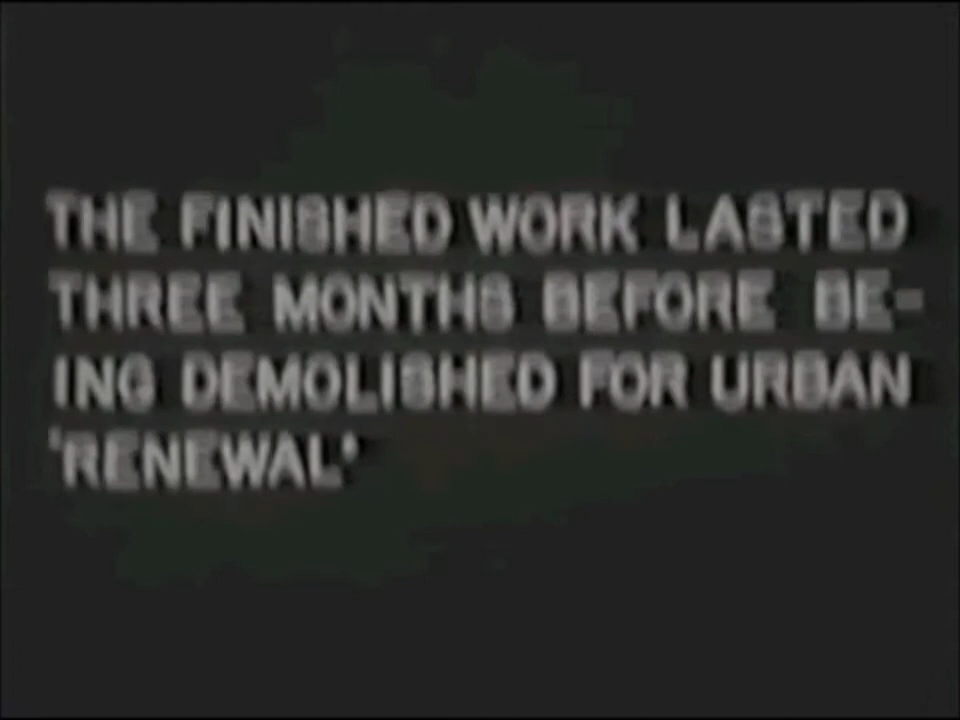 THE FINISHED WORK LASTED
THREE MONTHS BEFORE BE-
ING DEMOLISHED FOR URBAN
'RENEWAL'